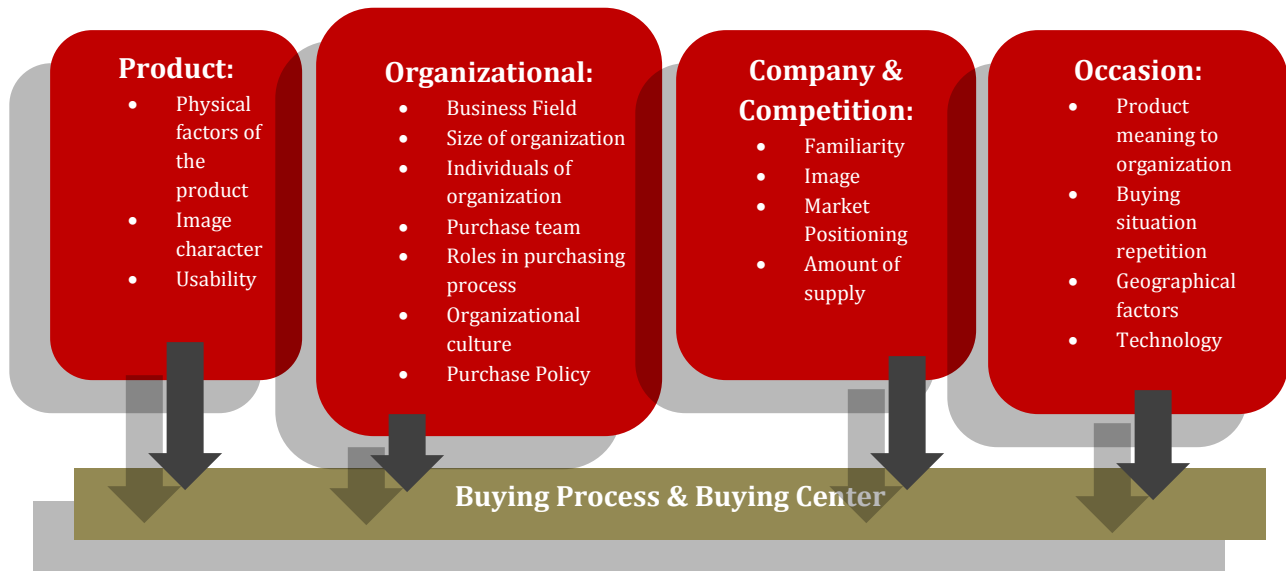 Product:
• Physical
factors of
the
product
• Image
character
• Usability
Organizational:
• Business Field
• Size of organization
• Individuals of
organization
• Purchase team
• Roles in purchasing
process
• Organizational
culture
• Purchase Policy
Company &
Competition:
• Familiarity
• Image
• Market
Positioning
• Amount of
supply
Occasion:
• Product
meaning to
organization
• Buying
situation
repetition
• Geographical
factors
• Technology
Buying Process & Buying Center